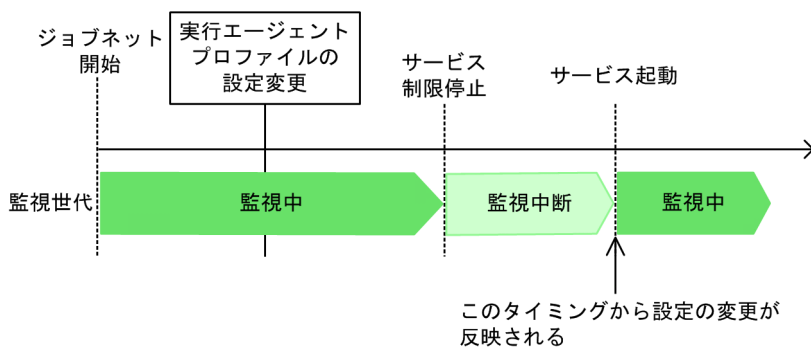 ジョブネット
開始
実行エージェント
プロファイルの
設定変更
サービス
制限停止
サービス起動
監視世代
監視中
監視中断
監視中
このタイミングから設定の変更が
反映される